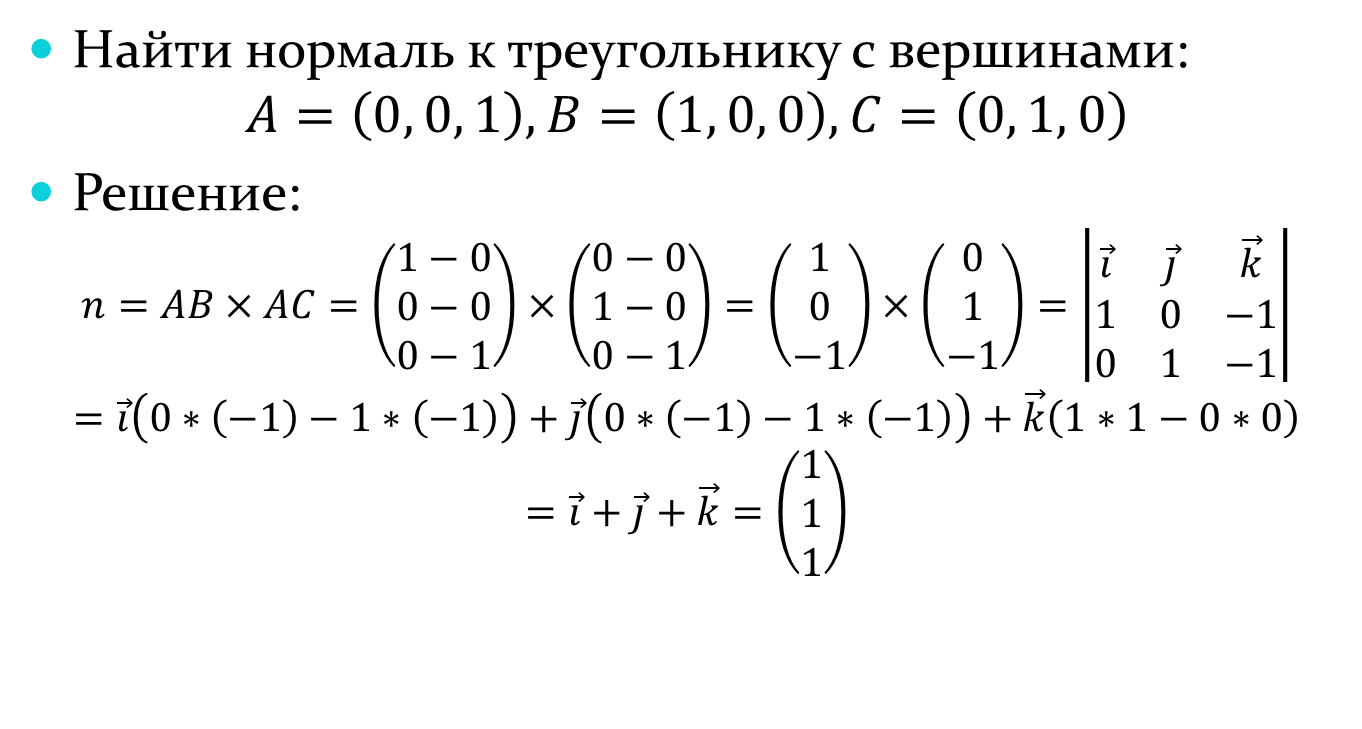 • Найти нормаль к треугольнику с вершинами:
A = (0, 0, 1), B = (1, 0, 0), C = (0, 1, 0)
• Решение:
n = AB × AC = (1 − 0; 0 − 0; 0 − 1) × (0 − 0; 1 − 0; 0 − 1) = (1; 0; −1) × (0; 1; −1) = |i⃗ j⃗ k⃗; 1 0 −1; 0 1 −1|
= i⃗(0 ∗ (−1) − 1 ∗ (−1)) + j⃗(0 ∗ (−1) − 1 ∗ (−1)) + k⃗(1 ∗ 1 − 0 ∗ 0)
= i⃗ + j⃗ + k⃗ = (1; 1; 1)